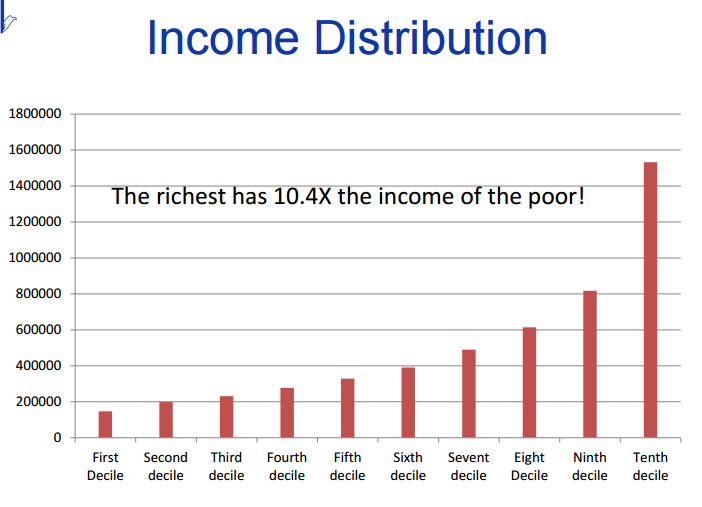 Income Distribution
1800000
1600000
1400000
The richest has 10.4X the income of the poor!
1200000
1000000
800000
600000
400000
200000
0
First Second Third Fourth Fifth Sixth Sevent Eight Ninth Tenth
Decile decile decile decile decile decile decile Decile decile decile